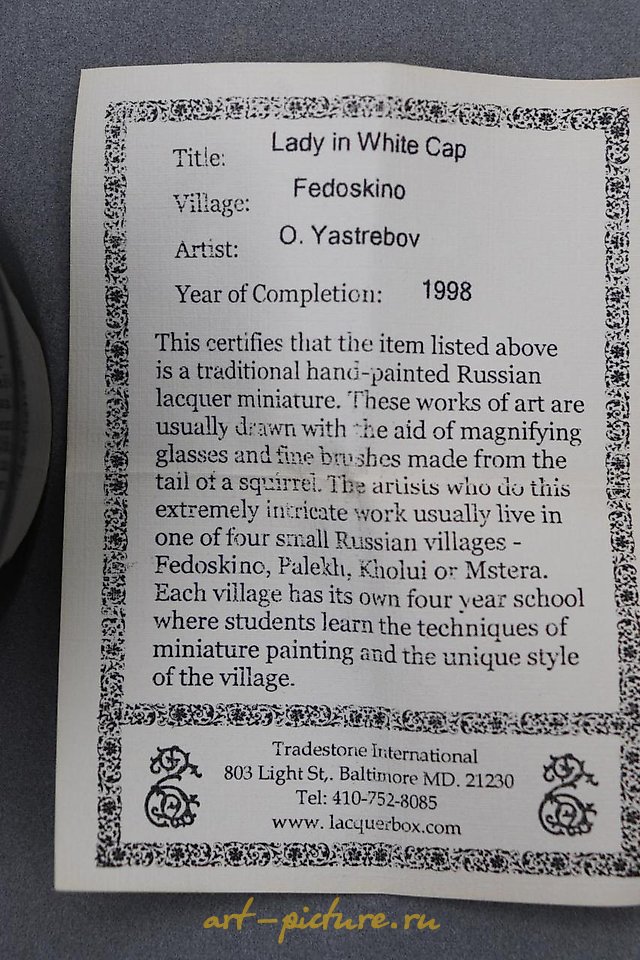 Title: Lady in White Cap
Village: Fedoskino
Artist: O. Yastrebov
Year of Completion: 1998
This certifies that the item listed above
is a traditional hand-painted Russian
lacquer miniature. These works of art are
usually drawn with the aid of magnifying
glasses and fine brushes made from the
tail of a squirrel. The artists who do this
extremely intricate work usually live in
one of four small Russian villages -
Fedoskino, Palekh, Kholui or Mstera.
Each village has its own four year school
where students learn the techniques of
miniature painting and the unique style
of the village.
Tradestone International
803 Light St,. Baltimore MD. 21230
Tel: 410-752-8085
www. lacquerbox.com
art-picture.ru